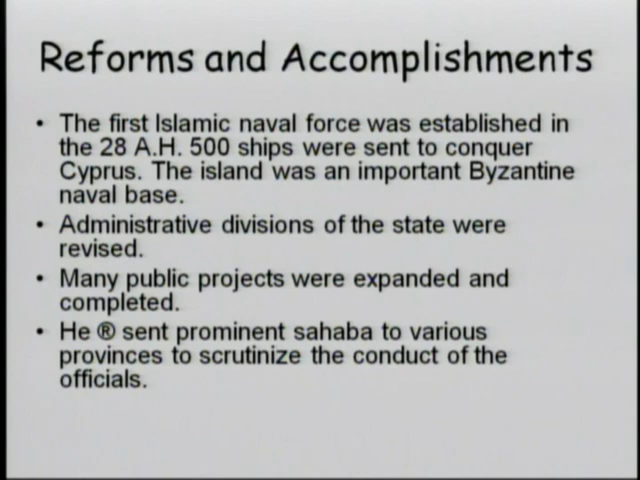 Reforms and Accomplishments
• The first Islamic naval force was established in
the 28 A.H. 500 ships were sent to conquer
Cyprus. The island was an important Byzantine
naval base.
• Administrative divisions of the state were
revised.
• Many public projects were expanded and
completed.
• He ® sent prominent sahaba to various
provinces to scrutinize the conduct of the
officials.